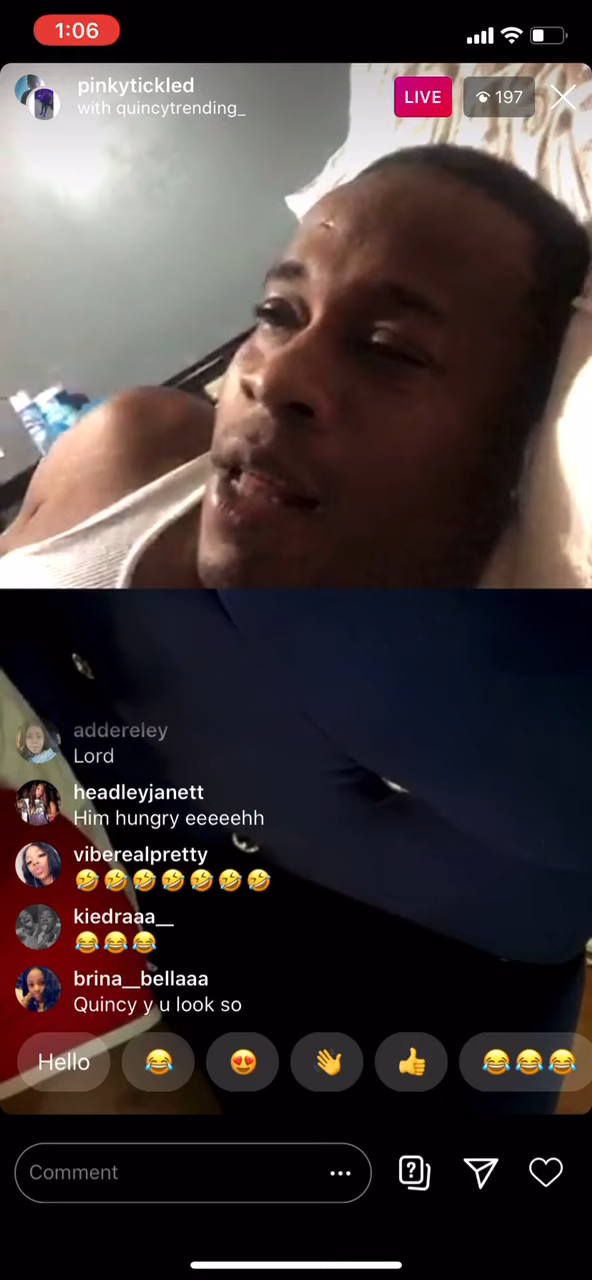 1:06
pinkytickled
with quincytrending_
LIVE
197
addereley
Lord
headleyjanett
Him hungry eeeeehh
viberealpretty
🤣🤣🤣🤣🤣🤣🤣
kiedraaa__
😂😂😂
brina__bellaaa
Quincy y u look so
Hello 😂 😍 👋 👍 😂😂😂
Comment